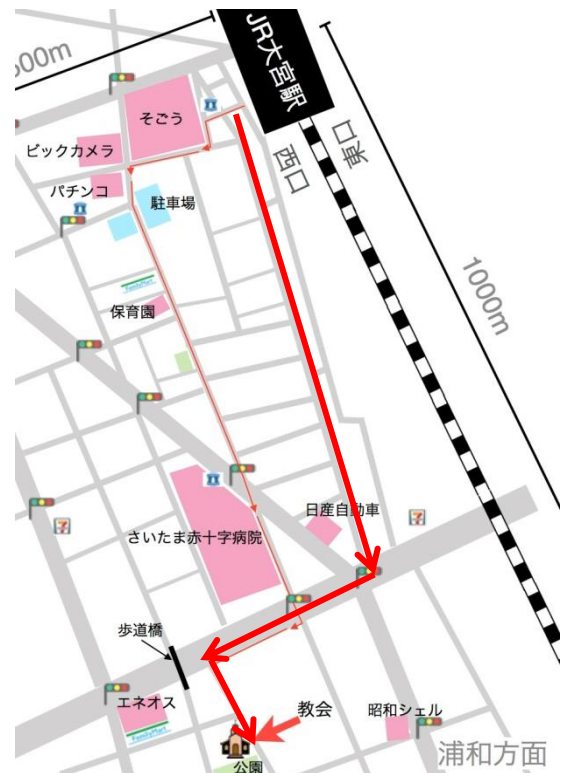 JR大宮駅
500m
そごう
ビックカメラ
東口
西口
パチンコ
駐車場
1000m
FamilyMart
保育園
日産自動車
さいたま赤十字病院
歩道橋
エネオス
教会
昭和シェル
FamilyMart
浦和方面
公園